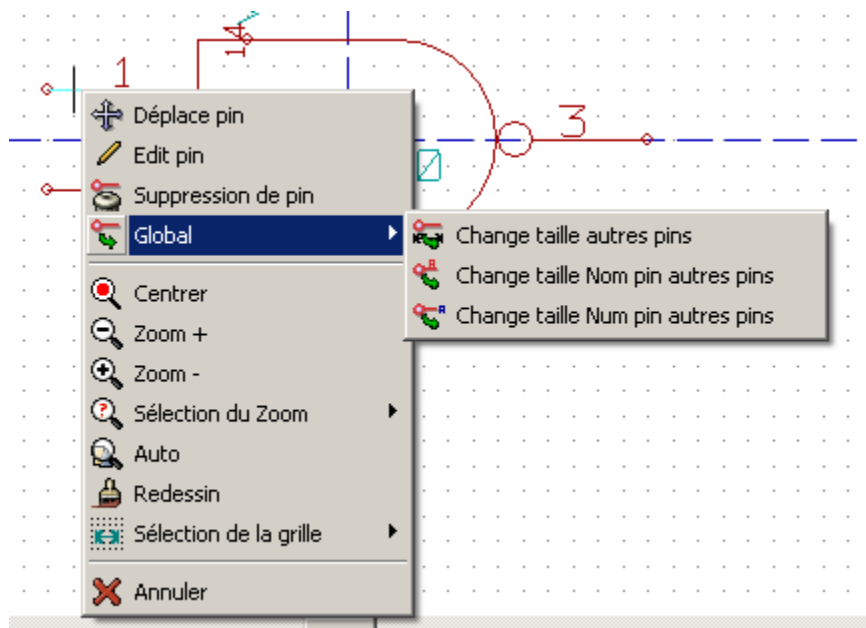 14
1
3
Déplace pin
Edit pin
Suppression de pin
Global
Change taille autres pins
Change taille Nom pin autres pins
Change taille Num pin autres pins
Centrer
Zoom +
Zoom -
Sélection du Zoom
Auto
Redessin
Sélection de la grille
Annuler